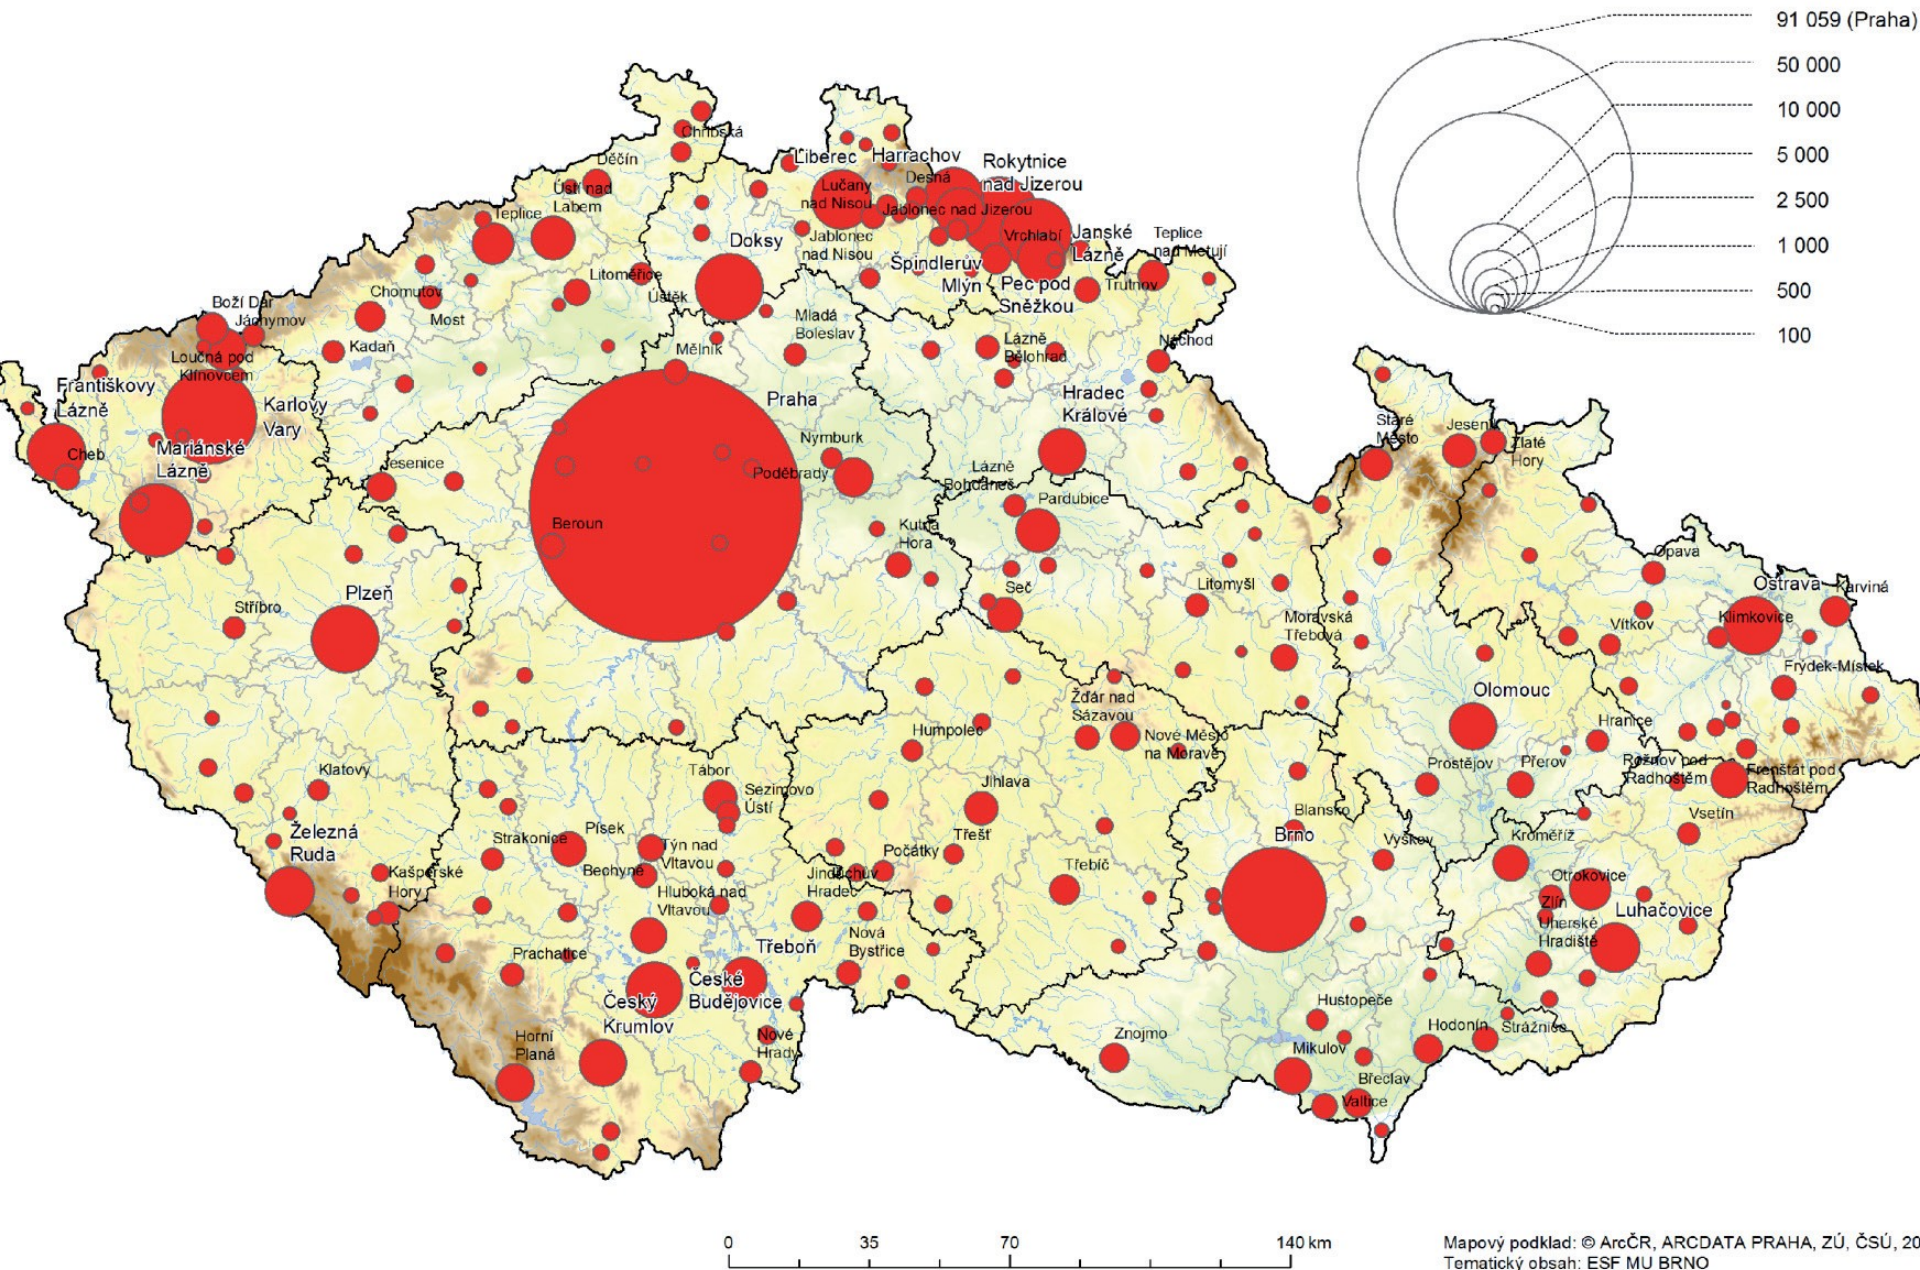 91 059 (Praha)
50 000
10 000
5 000
2 500
1 000
500
100
Chřibská
Děčín
Liberec
Harrachov
Rokytnice
nad Jizerou
Ústí nad
Labem
Lučany
nad Nisou
Desná
Teplice
Jablonec nad Jizerou
Doksy
Jablonec
nad Nisou
Vrchlabí
Janské
Lázně
Teplice
nad Metují
Litoměřice
Špindlerův
Mlýn
Pec pod
Sněžkou
Trutnov
Chomutov
Úštěk
Boží Dar
Jáchymov
Most
Mladá
Boleslav
Kadaň
Mělník
Lázně
Bělohrad
Náchod
Loučná pod
Klínovcem
Františkovy
Lázně
Karlovy
Vary
Praha
Hradec
Králové
Staré
Město
Jeseník
Zlaté
Hory
Mariánské
Lázně
Cheb
Nymburk
Jesenice
Poděbrady
Lázně
Bohdaneč
Pardubice
Beroun
Kutná
Hora
Opava
Ostrava
Karviná
Plzeň
Stříbro
Seč
Litomyšl
Moravská
Třebová
Klimkovice
Vítkov
Frýdek-Místek
Olomouc
Žďár nad
Sázavou
Humpolec
Nové Město
na Moravě
Hranice
Prostějov
Přerov
Rožnov pod
Radhoštěm
Frenštát pod
Radhoštěm
Klatovy
Tábor
Sezimovo
Ústí
Jihlava
Blansko
Vsetín
Železná
Ruda
Strakonice
Písek
Týn nad
Vltavou
Bechyně
Třešť
Počátky
Brno
Vyškov
Kroměříž
Kašperské
Hory
Jindřichův
Hradec
Třebíč
Otrokovice
Zlín
Hluboká nad
Vltavou
Luhačovice
Uherské
Hradiště
Nová
Bystřice
Třeboň
Prachatice
České
Budějovice
Český
Krumlov
Hustopeče
Hodonín
Strážnice
Horní
Planá
Nové
Hrady
Znojmo
Mikulov
Břeclav
Valtice
0 35 70 140 km
Mapový podklad: © ArcČR, ARCDATA PRAHA, ZÚ, ČSÚ, 20
Tematický obsah: ESF MU BRNO